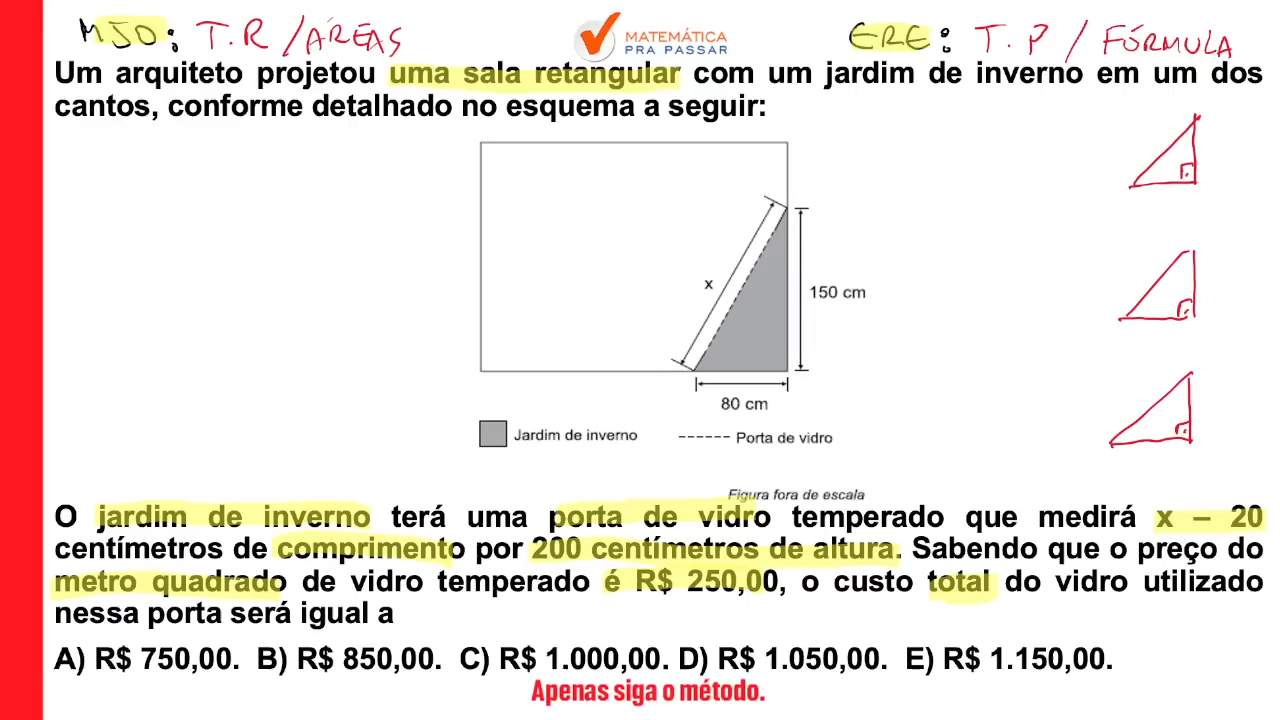 MJO: T.R / ÁREAS
MATEMÁTICA
PRA PASSAR
ERE: T.P / FÓRMULA
Um arquiteto projetou uma sala retangular com um jardim de inverno em um dos
cantos, conforme detalhado no esquema a seguir:
x
150 cm
80 cm
Jardim de inverno
Porta de vidro
Figura fora de escala
O jardim de inverno terá uma porta de vidro temperado que medirá x – 20
centímetros de comprimento por 200 centímetros de altura. Sabendo que o preço do
metro quadrado de vidro temperado é R$ 250,00, o custo total do vidro utilizado
nessa porta será igual a
A) R$ 750,00. B) R$ 850,00. C) R$ 1.000,00. D) R$ 1.050,00. E) R$ 1.150,00.
Apenas siga o método.